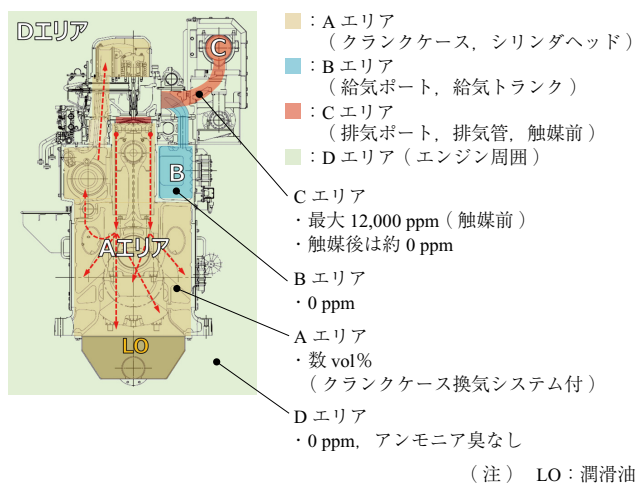 Dエリア
C
B
Aエリア
LO
：A エリア
（ クランクケース，シリンダヘッド ）
：B エリア
（ 給気ポート，給気トランク ）
：C エリア
（ 排気ポート，排気管，触媒前 ）
：D エリア（ エンジン周囲 ）
C エリア
・最大 12,000 ppm（ 触媒前 ）
・触媒後は約 0 ppm
B エリア
・0 ppm
A エリア
・数 vol%
（ クランクケース換気システム付 ）
D エリア
・0 ppm，アンモニア臭なし
（ 注 ） LO：潤滑油